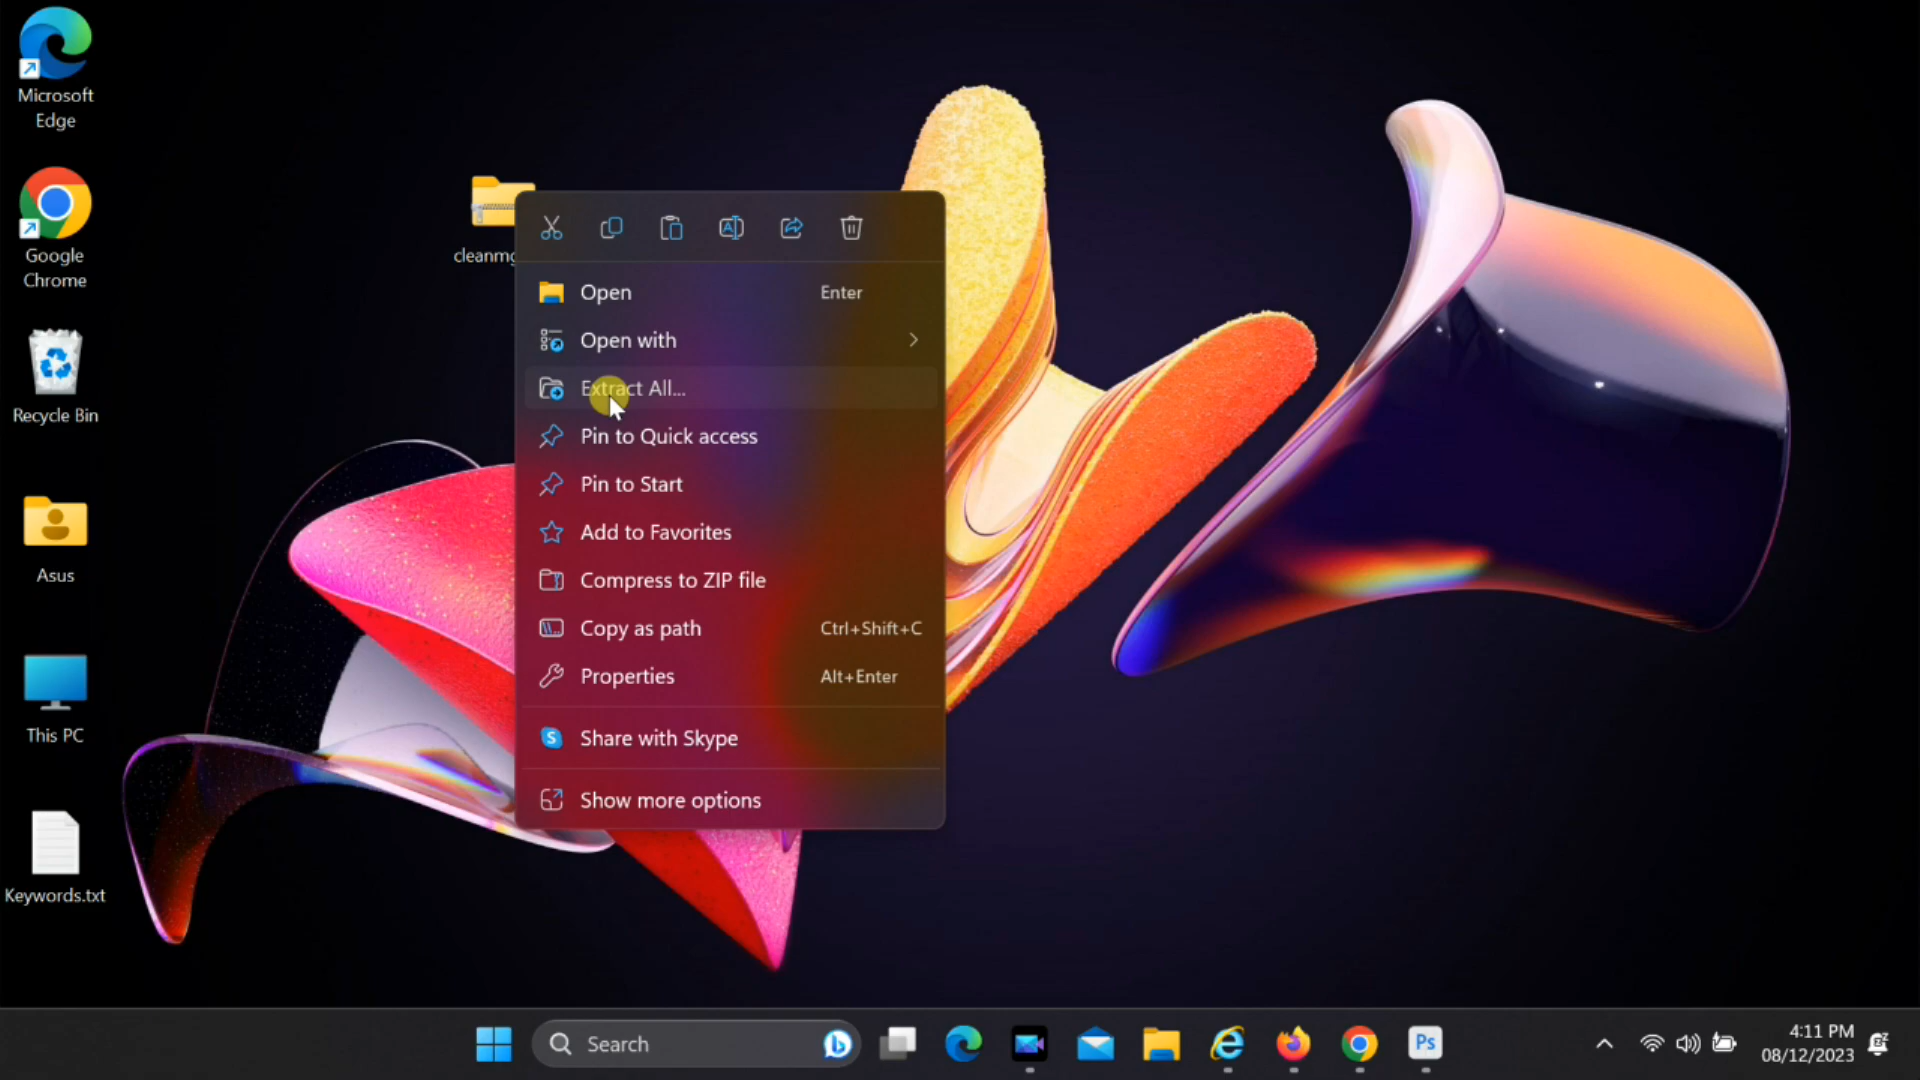 Microsoft
Edge
Google
Chrome
Recycle Bin
Asus
This PC
Keywords.txt
Open Enter
Open with
Extract All...
Pin to Quick access
Pin to Start
Add to Favorites
Compress to ZIP file
Copy as path Ctrl+Shift+C
Properties Alt+Enter
Share with Skype
Show more options
Search
Ps
4:11 PM
08/12/2023